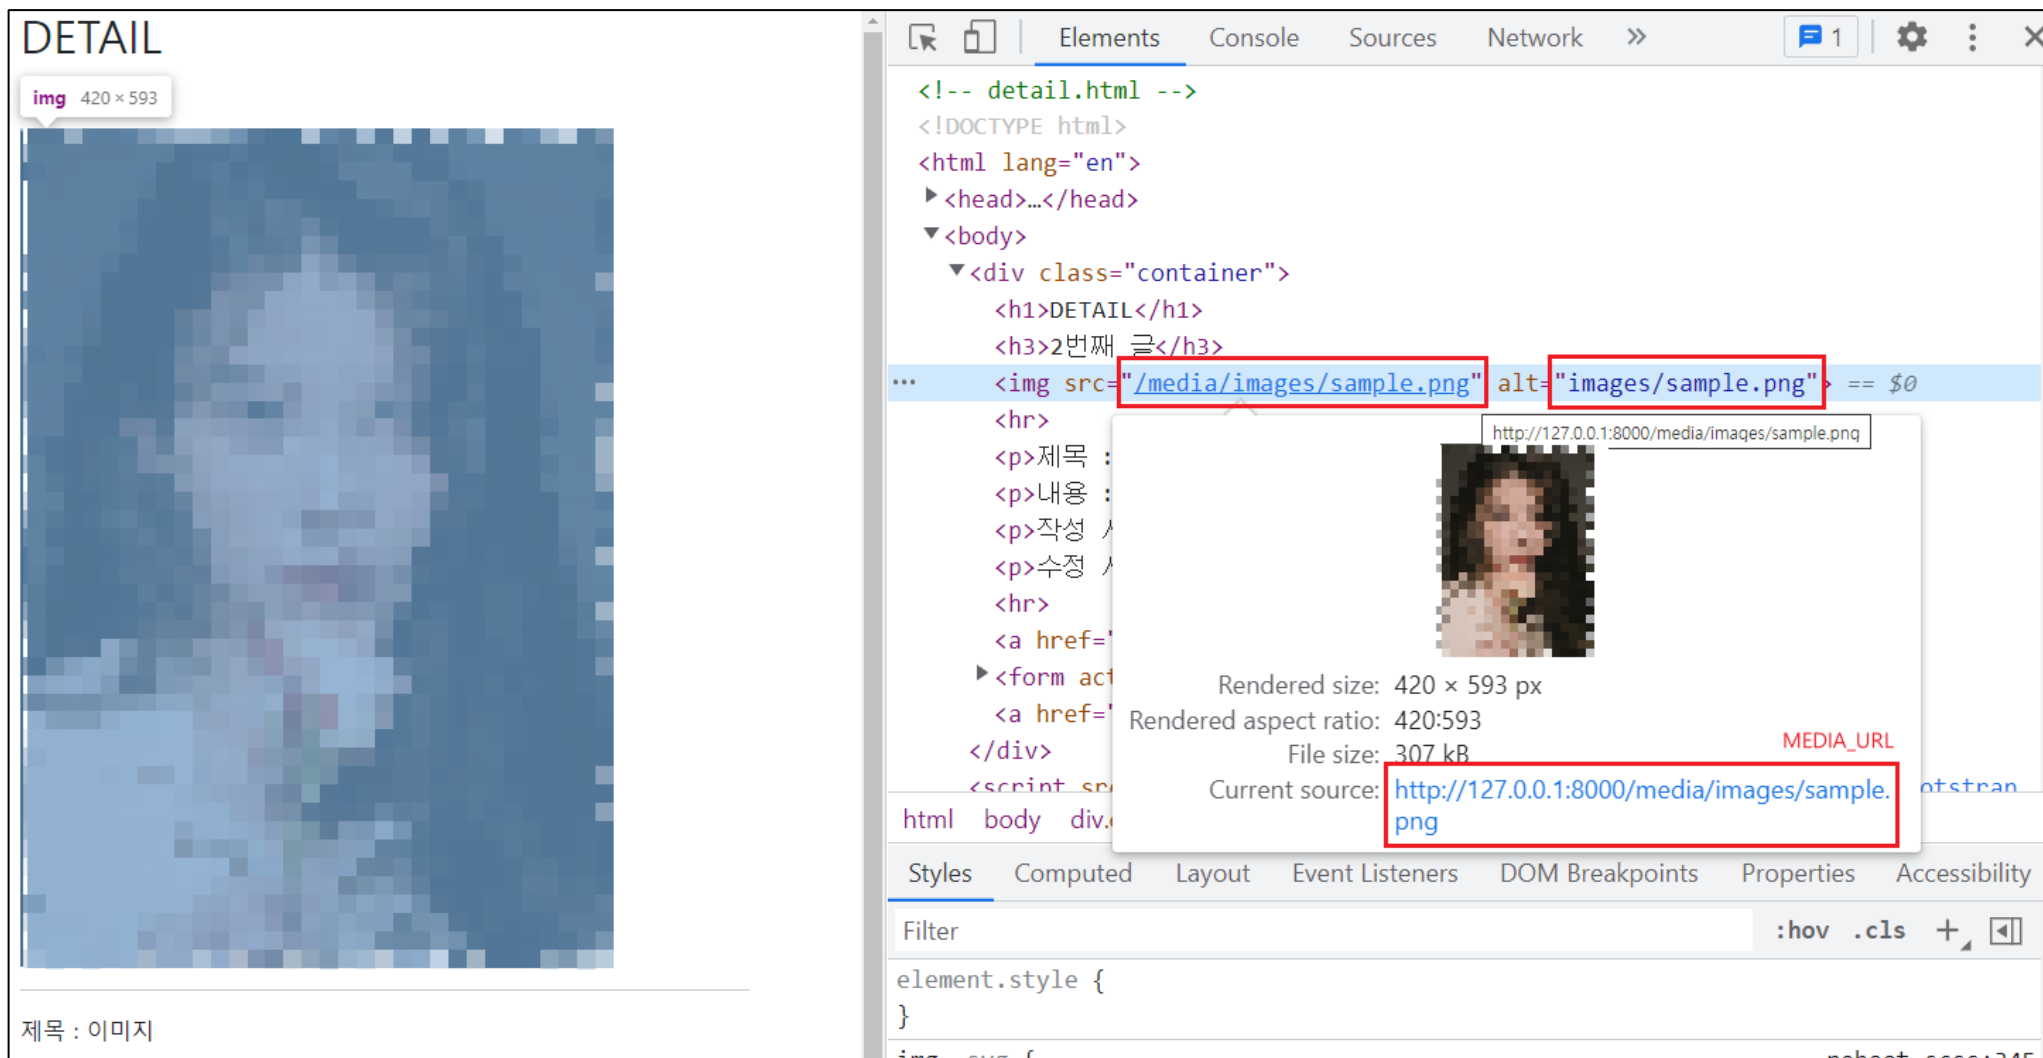 DETAIL
img 420 × 593
제목 : 이미지
Elements Console Sources Network » 1
<!-- detail.html -->
<!DOCTYPE html>
<html lang="en">
<head>…</head>
<body>
<div class="container">
<h1>DETAIL</h1>
<h3>2번째 글</h3>
<img src="/media/images/sample.png" alt="images/sample.png"> == $0
<hr>
http://127.0.0.1:8000/media/images/sample.png
<p>제목 :
<p>내용 :
<p>작성
<p>수정
<hr>
<a href="
<form act
<a href="
</div>
<script src
Rendered size: 420 × 593 px
Rendered aspect ratio: 420:593
File size: 307 kB
MEDIA_URL
Current source: http://127.0.0.1:8000/media/images/sample.
png
otstrap
html body div.
Styles Computed Layout Event Listeners DOM Breakpoints Properties Accessibility
Filter :hov .cls +
element.style {
}